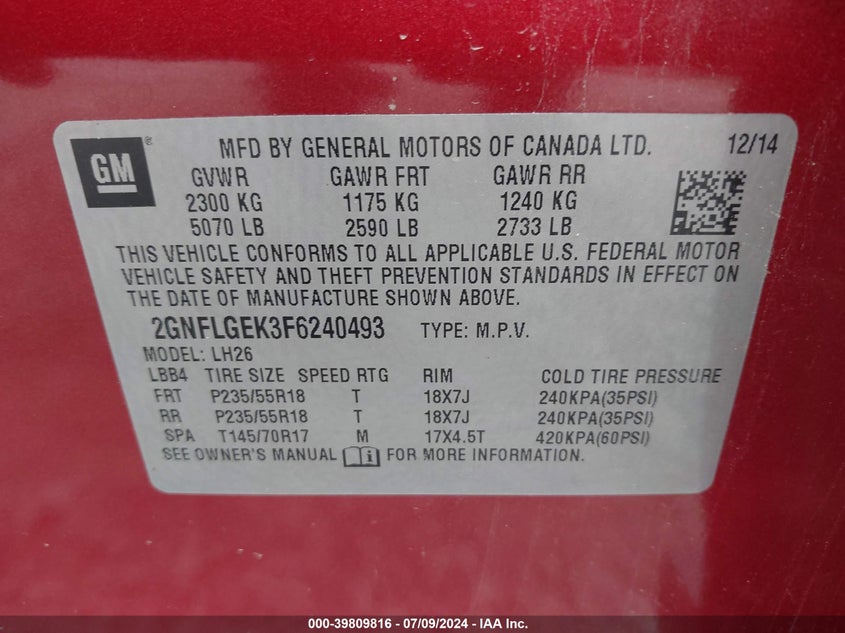 GM ® MFD BY GENERAL MOTORS OF CANADA LTD. 12/14
GVWR GAWR FRT GAWR RR
2300 KG 1175 KG 1240 KG
5070 LB 2590 LB 2733 LB
THIS VEHICLE CONFORMS TO ALL APPLICABLE U.S. FEDERAL MOTOR
VEHICLE SAFETY AND THEFT PREVENTION STANDARDS IN EFFECT ON
THE DATE OF MANUFACTURE SHOWN ABOVE.
2GNFLGEK3F6240493 TYPE: M.P.V.
MODEL: LH26
LBB4 TIRE SIZE SPEED RTG RIM COLD TIRE PRESSURE
FRT P235/55R18 T 18X7J 240KPA(35PSI)
RR P235/55R18 T 18X7J 240KPA(35PSI)
SPA T145/70R17 M 17X4.5T 420KPA(60PSI)
SEE OWNER'S MANUAL i FOR MORE INFORMATION.
000-39809816 - 07/09/2024 - IAA Inc.